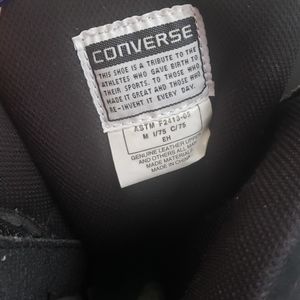 CONVERSE
THIS SHOE IS A TRIBUTE TO THE
ATHLETES WHO GAVE BIRTH TO
THEIR SPORTS. TO THOSE WHO
MADE IT GREAT AND THOSE WHO
RE-INVENT IT EVERY DAY.
ASTM F2413-05
M I/75 C/75
EH
GENUINE LEATHER UPPER
AND OTHERS ALL MAN
MADE MATERIALS
MADE IN CHINA